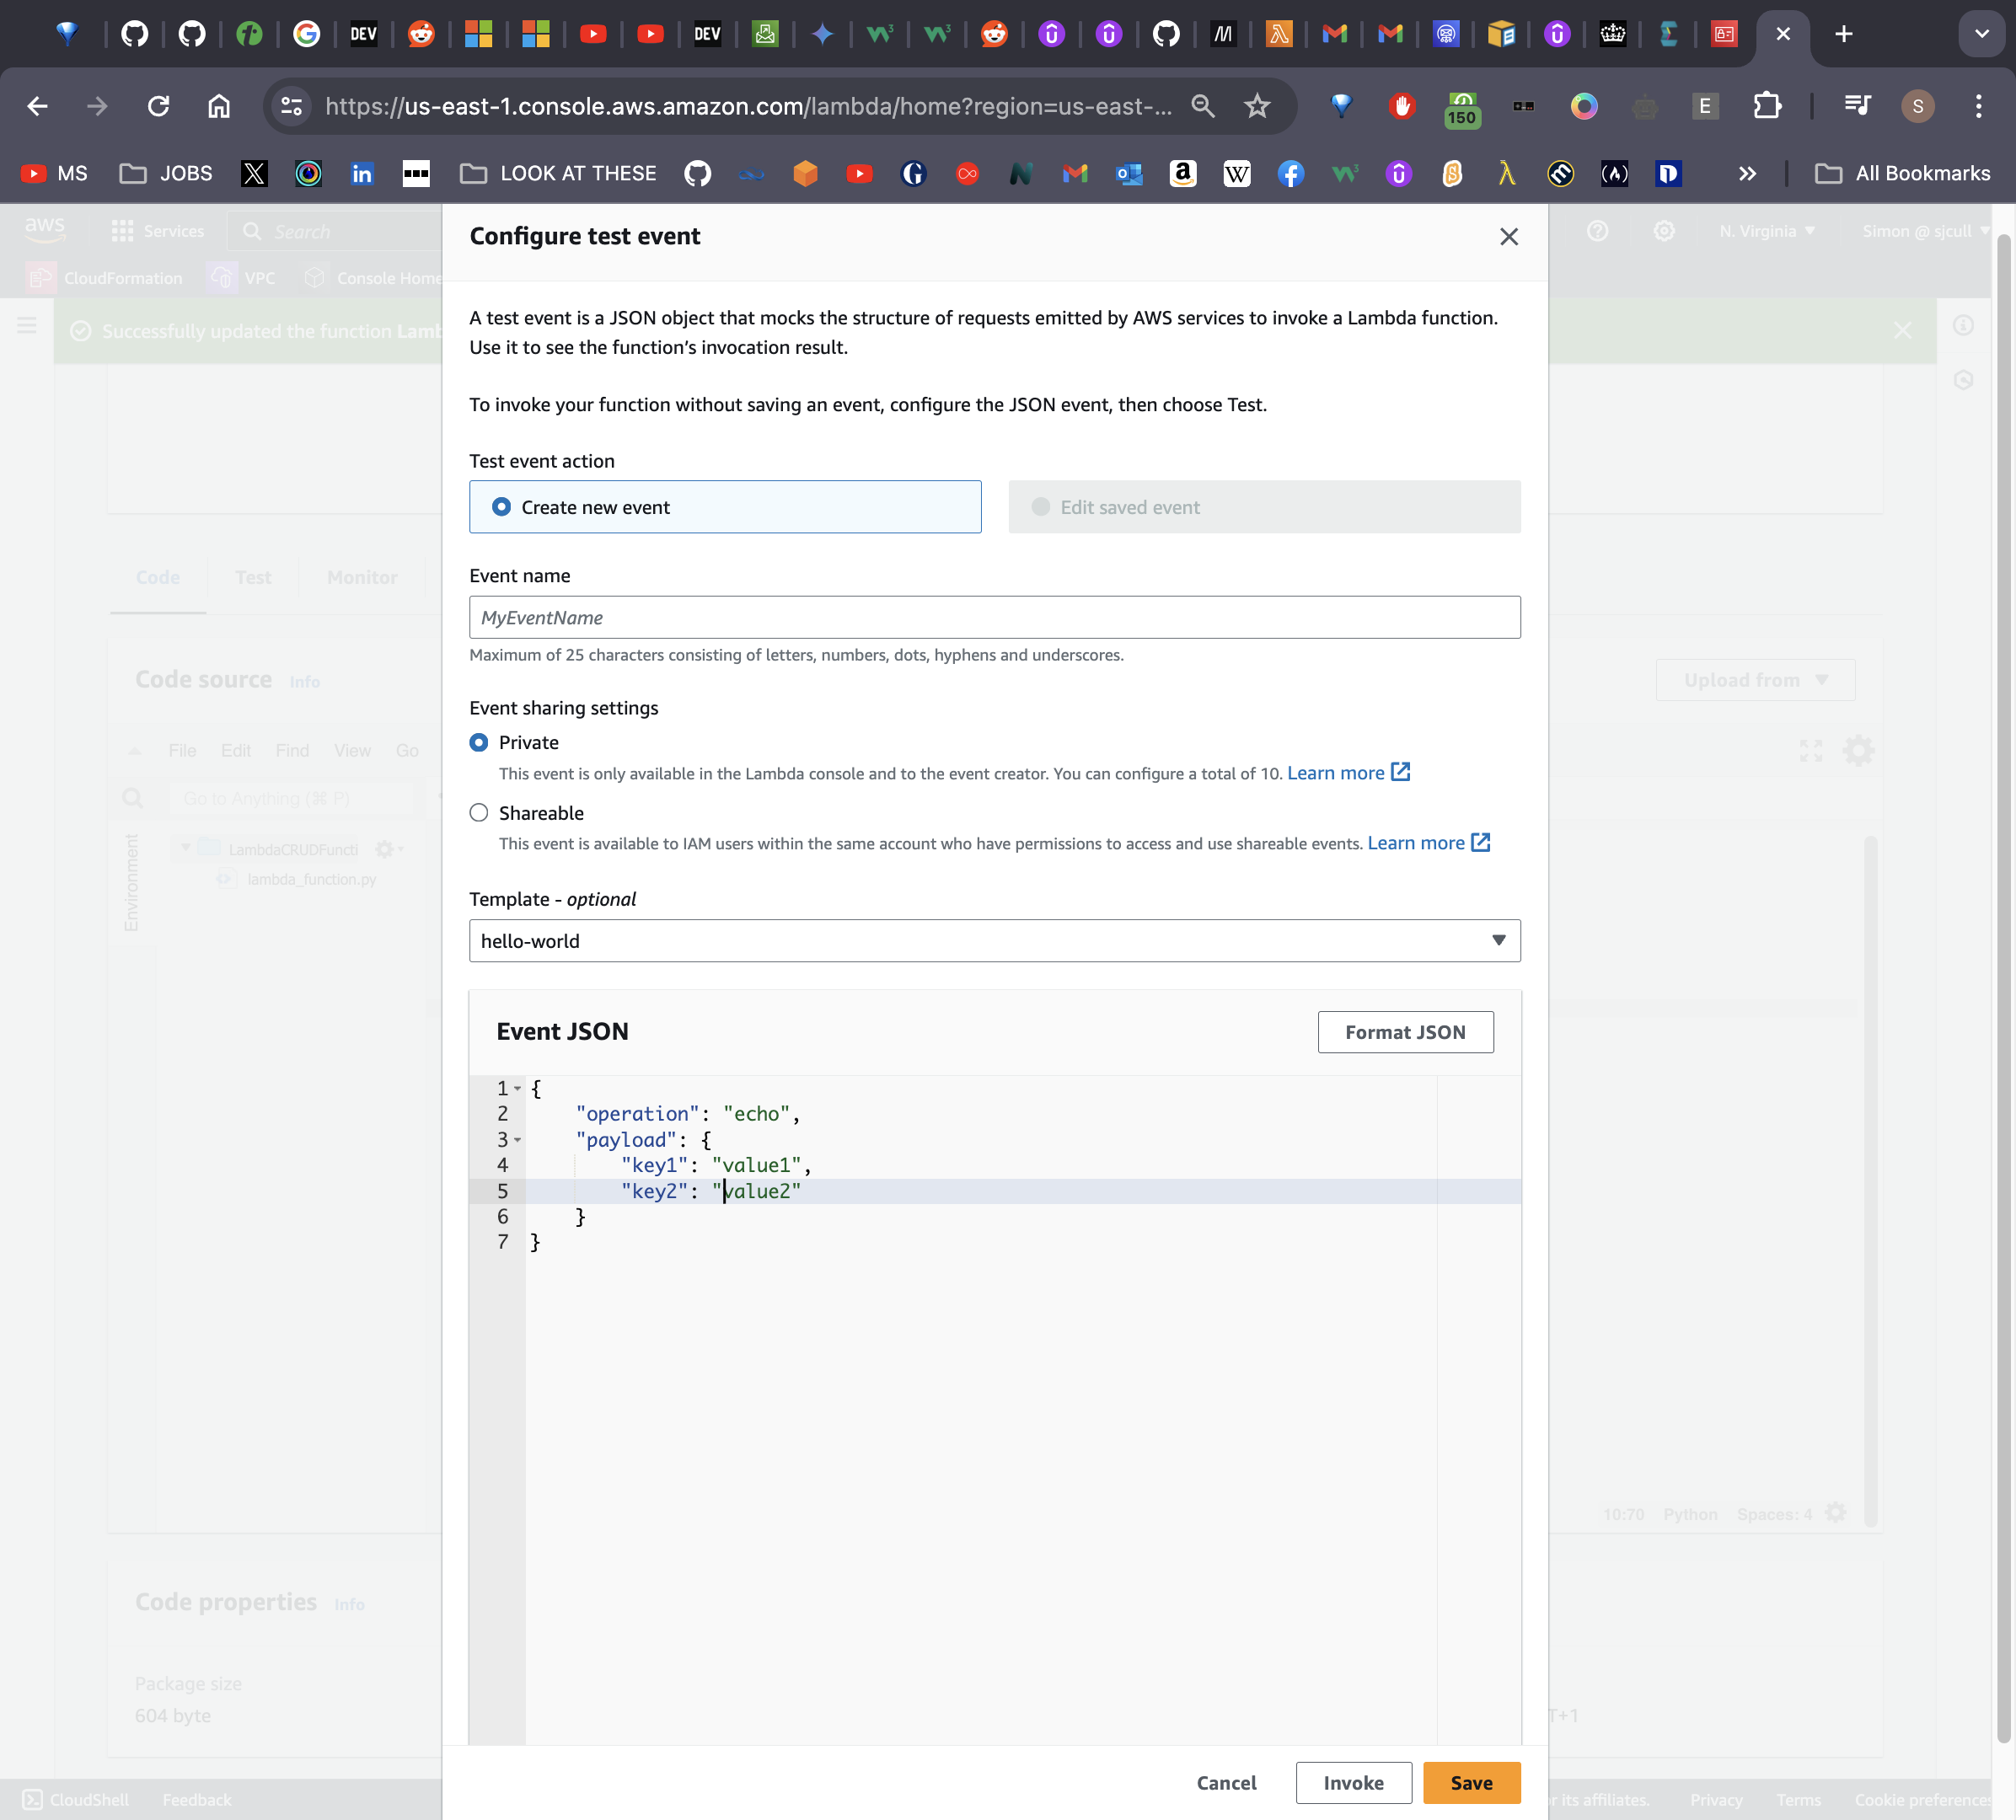 DEV
DEV
https://us-east-1.console.aws.amazon.com/lambda/home?region=us-east-...
150
E
S
MS
JOBS
LOOK AT THESE
All Bookmarks
aws
Services
Search
N. Virginia
Simon @ sjcull
CloudFormation
VPC
Console Home
Successfully updated the function Lamb
Configure test event
A test event is a JSON object that mocks the structure of requests emitted by AWS services to invoke a Lambda function.
Use it to see the function's invocation result.
To invoke your function without saving an event, configure the JSON event, then choose Test.
Test event action
Create new event
Edit saved event
Event name
MyEventName
Maximum of 25 characters consisting of letters, numbers, dots, hyphens and underscores.
Event sharing settings
Private
This event is only available in the Lambda console and to the event creator. You can configure a total of 10. Learn more
Shareable
This event is available to IAM users within the same account who have permissions to access and use shareable events. Learn more
Template - optional
hello-world
Event JSON
Format JSON
1 {
2 "operation": "echo",
3 "payload": {
4 "key1": "value1",
5 "key2": "value2"
6 }
7 }
Cancel
Invoke
Save
Code
Test
Monitor
Code source Info
Upload from
File Edit Find View Go
Go to Anything (⌘ P)
Environment
LambdaCRUDFuncti
lambda_function.py
10:70 Python Spaces: 4
Code properties Info
Package size
604 byte
T+1
CloudShell
Feedback
or its affiliates.
Privacy
Terms
Cookie preferences